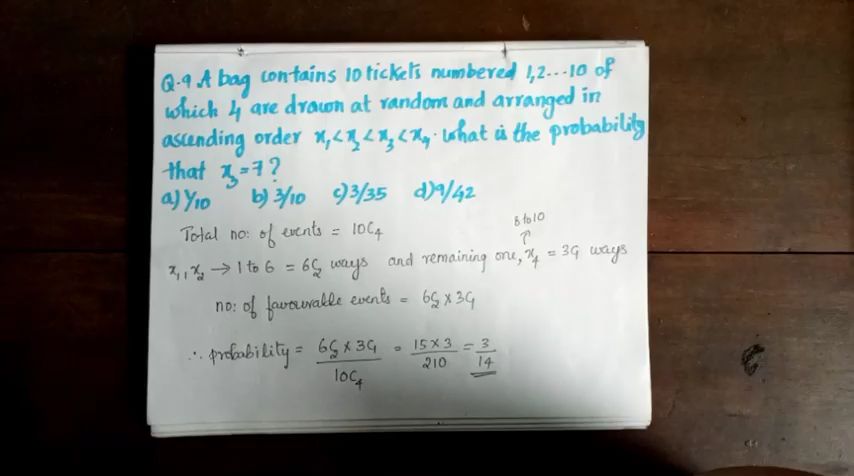 Q.9 A bag contains 10 tickets numbered 1,2...10 of
which 4 are drawn at random and arranged in
ascending order x₁<x₂<x₃<x₄. What is the probability
that x₃=7?
a) 1/10 b) 3/10 c) 3/35 d) 9/42
Total no: of events = 10C₄
8 to 10
↑
x₁, x₂ → 1 to 6 = 6C₂ ways and remaining one, x₄ = 3C₁ ways
no: of favourable events = 6C₂ × 3C₁
∴ probability = 6C₂ × 3C₁ / 10C₄ = 15 × 3 / 210 = 3 / 14